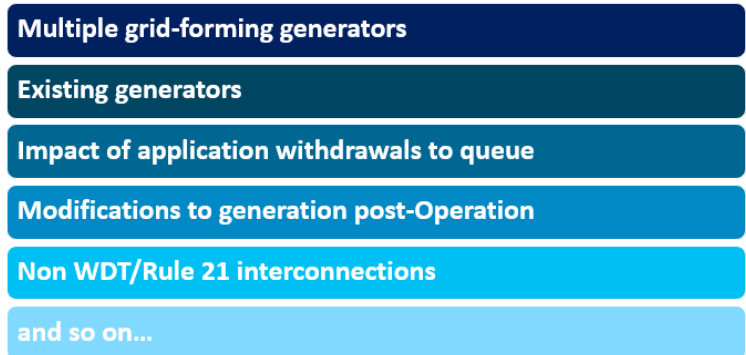 Multiple grid-forming generators
Existing generators
Impact of application withdrawals to queue
Modifications to generation post-Operation
Non WDT/Rule 21 interconnections
and so on...